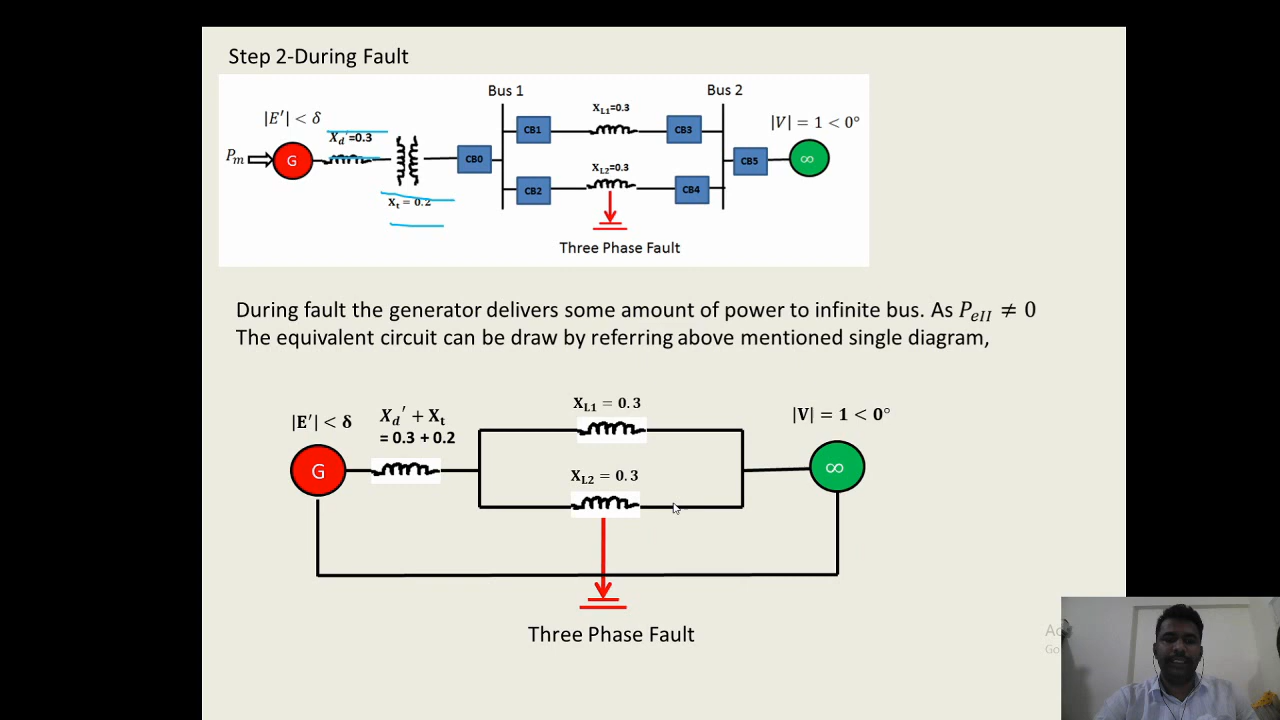 Step 2-During Fault
Bus 1
Bus 2
|E′| < δ
X_d′=0.3
X_L1=0.3
|V| = 1 < 0°
P_m
G
CB0
CB1
CB3
CB5
∞
X_L2=0.3
CB2
CB4
X_t = 0.2
Three Phase Fault
During fault the generator delivers some amount of power to infinite bus. As P_eII ≠ 0
The equivalent circuit can be draw by referring above mentioned single diagram,
|E′| < δ
X_d′ + X_t
= 0.3 + 0.2
X_L1 = 0.3
|V| = 1 < 0°
G
X_L2 = 0.3
∞
Three Phase Fault